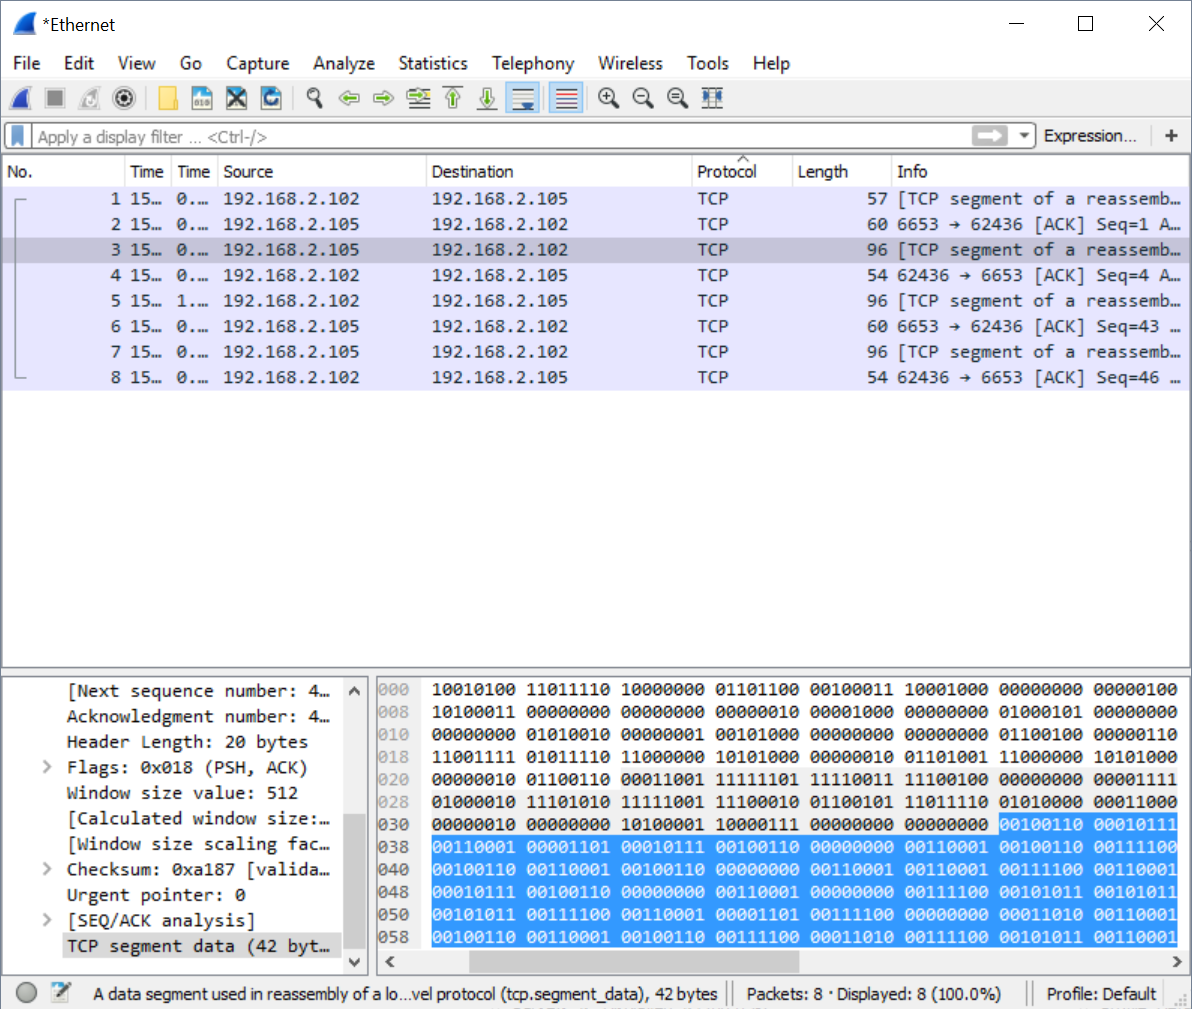 *Ethernet
File Edit View Go Capture Analyze Statistics Telephony Wireless Tools Help
Apply a display filter ... <Ctrl-/> Expression... +
No. Time Time Source Destination Protocol Length Info
1 15... 0.... 192.168.2.102 192.168.2.105 TCP 57 [TCP segment of a reassemb...
2 15... 0.... 192.168.2.105 192.168.2.102 TCP 60 6653 → 62436 [ACK] Seq=1 A...
3 15... 0.... 192.168.2.105 192.168.2.102 TCP 96 [TCP segment of a reassemb...
4 15... 0.... 192.168.2.102 192.168.2.105 TCP 54 62436 → 6653 [ACK] Seq=4 A...
5 15... 1.... 192.168.2.102 192.168.2.105 TCP 96 [TCP segment of a reassemb...
6 15... 0.... 192.168.2.105 192.168.2.102 TCP 60 6653 → 62436 [ACK] Seq=43 ...
7 15... 0.... 192.168.2.105 192.168.2.102 TCP 96 [TCP segment of a reassemb...
8 15... 0.... 192.168.2.102 192.168.2.105 TCP 54 62436 → 6653 [ACK] Seq=46 ...
[Next sequence number: 4...
Acknowledgment number: 4...
Header Length: 20 bytes
Flags: 0x018 (PSH, ACK)
Window size value: 512
[Calculated window size:...
[Window size scaling fac...
Checksum: 0xa187 [valida...
Urgent pointer: 0
[SEQ/ACK analysis]
TCP segment data (42 byt...
000 10010100 11011110 10000000 01101100 00100011 10001000 00000000 00000100
008 10100011 00000000 00000000 00000010 00001000 00000000 01000101 00000000
010 00000000 01010010 00000001 00101000 00000000 00000000 01100100 00000110
018 11001111 01011110 11000000 10101000 00000010 01101001 11000000 10101000
020 00000010 01100110 00011001 11111101 11110011 11100100 00000000 00001111
028 01000010 11101010 11111001 11100010 01100101 11011110 01010000 00011000
030 00000010 00000000 10100001 10000111 00000000 00000000 00100110 00010111
038 00110001 00001101 00010111 00100110 00000000 00110001 00100110 00111100
040 00100110 00110001 00100110 00000000 00110001 00110001 00111100 00110001
048 00010111 00100110 00000000 00110001 00000000 00111100 00101011 00101011
050 00101011 00111100 00110001 00001101 00111100 00000000 00011010 00110001
058 00100110 00110001 00100110 00111100 00011010 00111100 00101011 00110001
A data segment used in reassembly of a lo...vel protocol (tcp.segment_data), 42 bytes Packets: 8 · Displayed: 8 (100.0%) Profile: Default